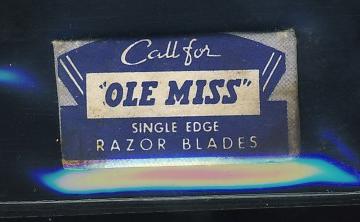 Call for
"OLE MISS"
SINGLE EDGE
RAZOR BLADES